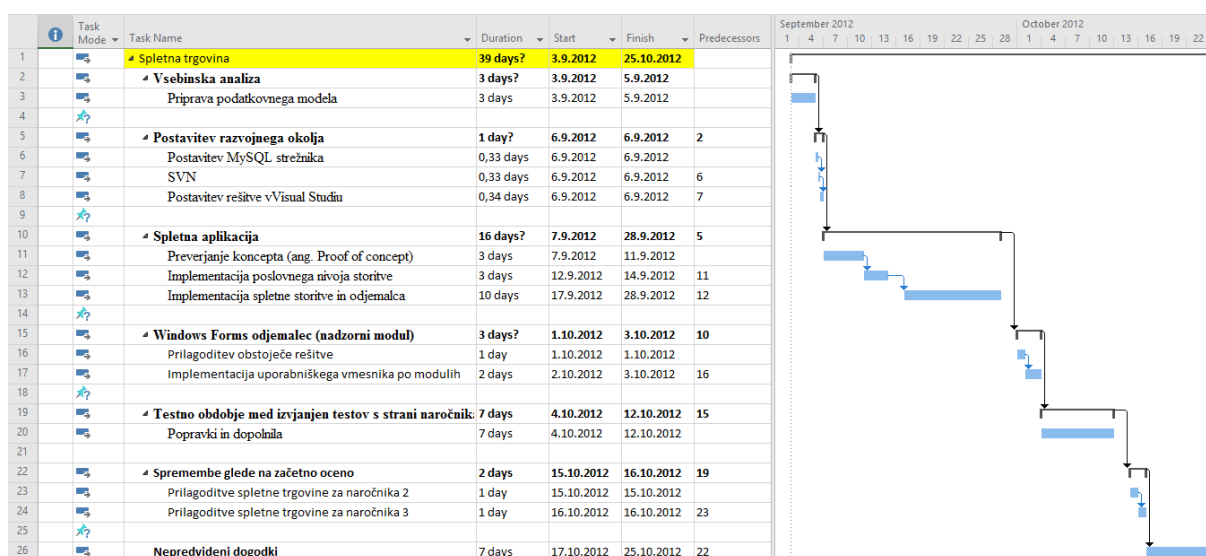 September 2012 October 2012
Task Mode Task Name Duration Start Finish Predecessors 1 4 7 10 13 16 19 22 25 28 1 4 7 10 13 16 19 22
1 Spletna trgovina 39 days? 3.9.2012 25.10.2012
2 Vsebinska analiza 3 days? 3.9.2012 5.9.2012
3 Priprava podatkovnega modela 3 days 3.9.2012 5.9.2012
4 ?
5 Postavitev razvojnega okolja 1 day? 6.9.2012 6.9.2012 2
6 Postavitev MySQL strežnika 0,33 days 6.9.2012 6.9.2012
7 SVN 0,33 days 6.9.2012 6.9.2012 6
8 Postavitev rešitve vVisual Studiu 0,34 days 6.9.2012 6.9.2012 7
9 ?
10 Spletna aplikacija 16 days? 7.9.2012 28.9.2012 5
11 Preverjanje koncepta (ang. Proof of concept) 3 days 7.9.2012 11.9.2012
12 Implementacija poslovnega nivoja storitve 3 days 12.9.2012 14.9.2012 11
13 Implementacija spletne storitve in odjemalca 10 days 17.9.2012 28.9.2012 12
14 ?
15 Windows Forms odjemalec (nadzorni modul) 3 days? 1.10.2012 3.10.2012 10
16 Prilagoditev obstoječe rešitve 1 day 1.10.2012 1.10.2012
17 Implementacija uporabniškega vmesnika po modulih 2 days 2.10.2012 3.10.2012 16
18 ?
19 Testno obdobje med izvjanjen testov s strani naročnik 7 days 4.10.2012 12.10.2012 15
20 Popravki in dopolnila 7 days 4.10.2012 12.10.2012
21
22 Spremembe glede na začetno oceno 2 days 15.10.2012 16.10.2012 19
23 Prilagoditve spletne trgovine za naročnika 2 1 day 15.10.2012 15.10.2012
24 Prilagoditve spletne trgovine za naročnika 3 1 day 16.10.2012 16.10.2012 23
25 ?
26 Nepredvideni dogodki 7 days 17.10.2012 25.10.2012 22